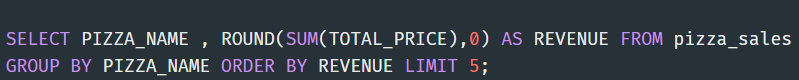 SELECT PIZZA_NAME , ROUND(SUM(TOTAL_PRICE),0) AS REVENUE FROM pizza_sales
GROUP BY PIZZA_NAME ORDER BY REVENUE LIMIT 5;